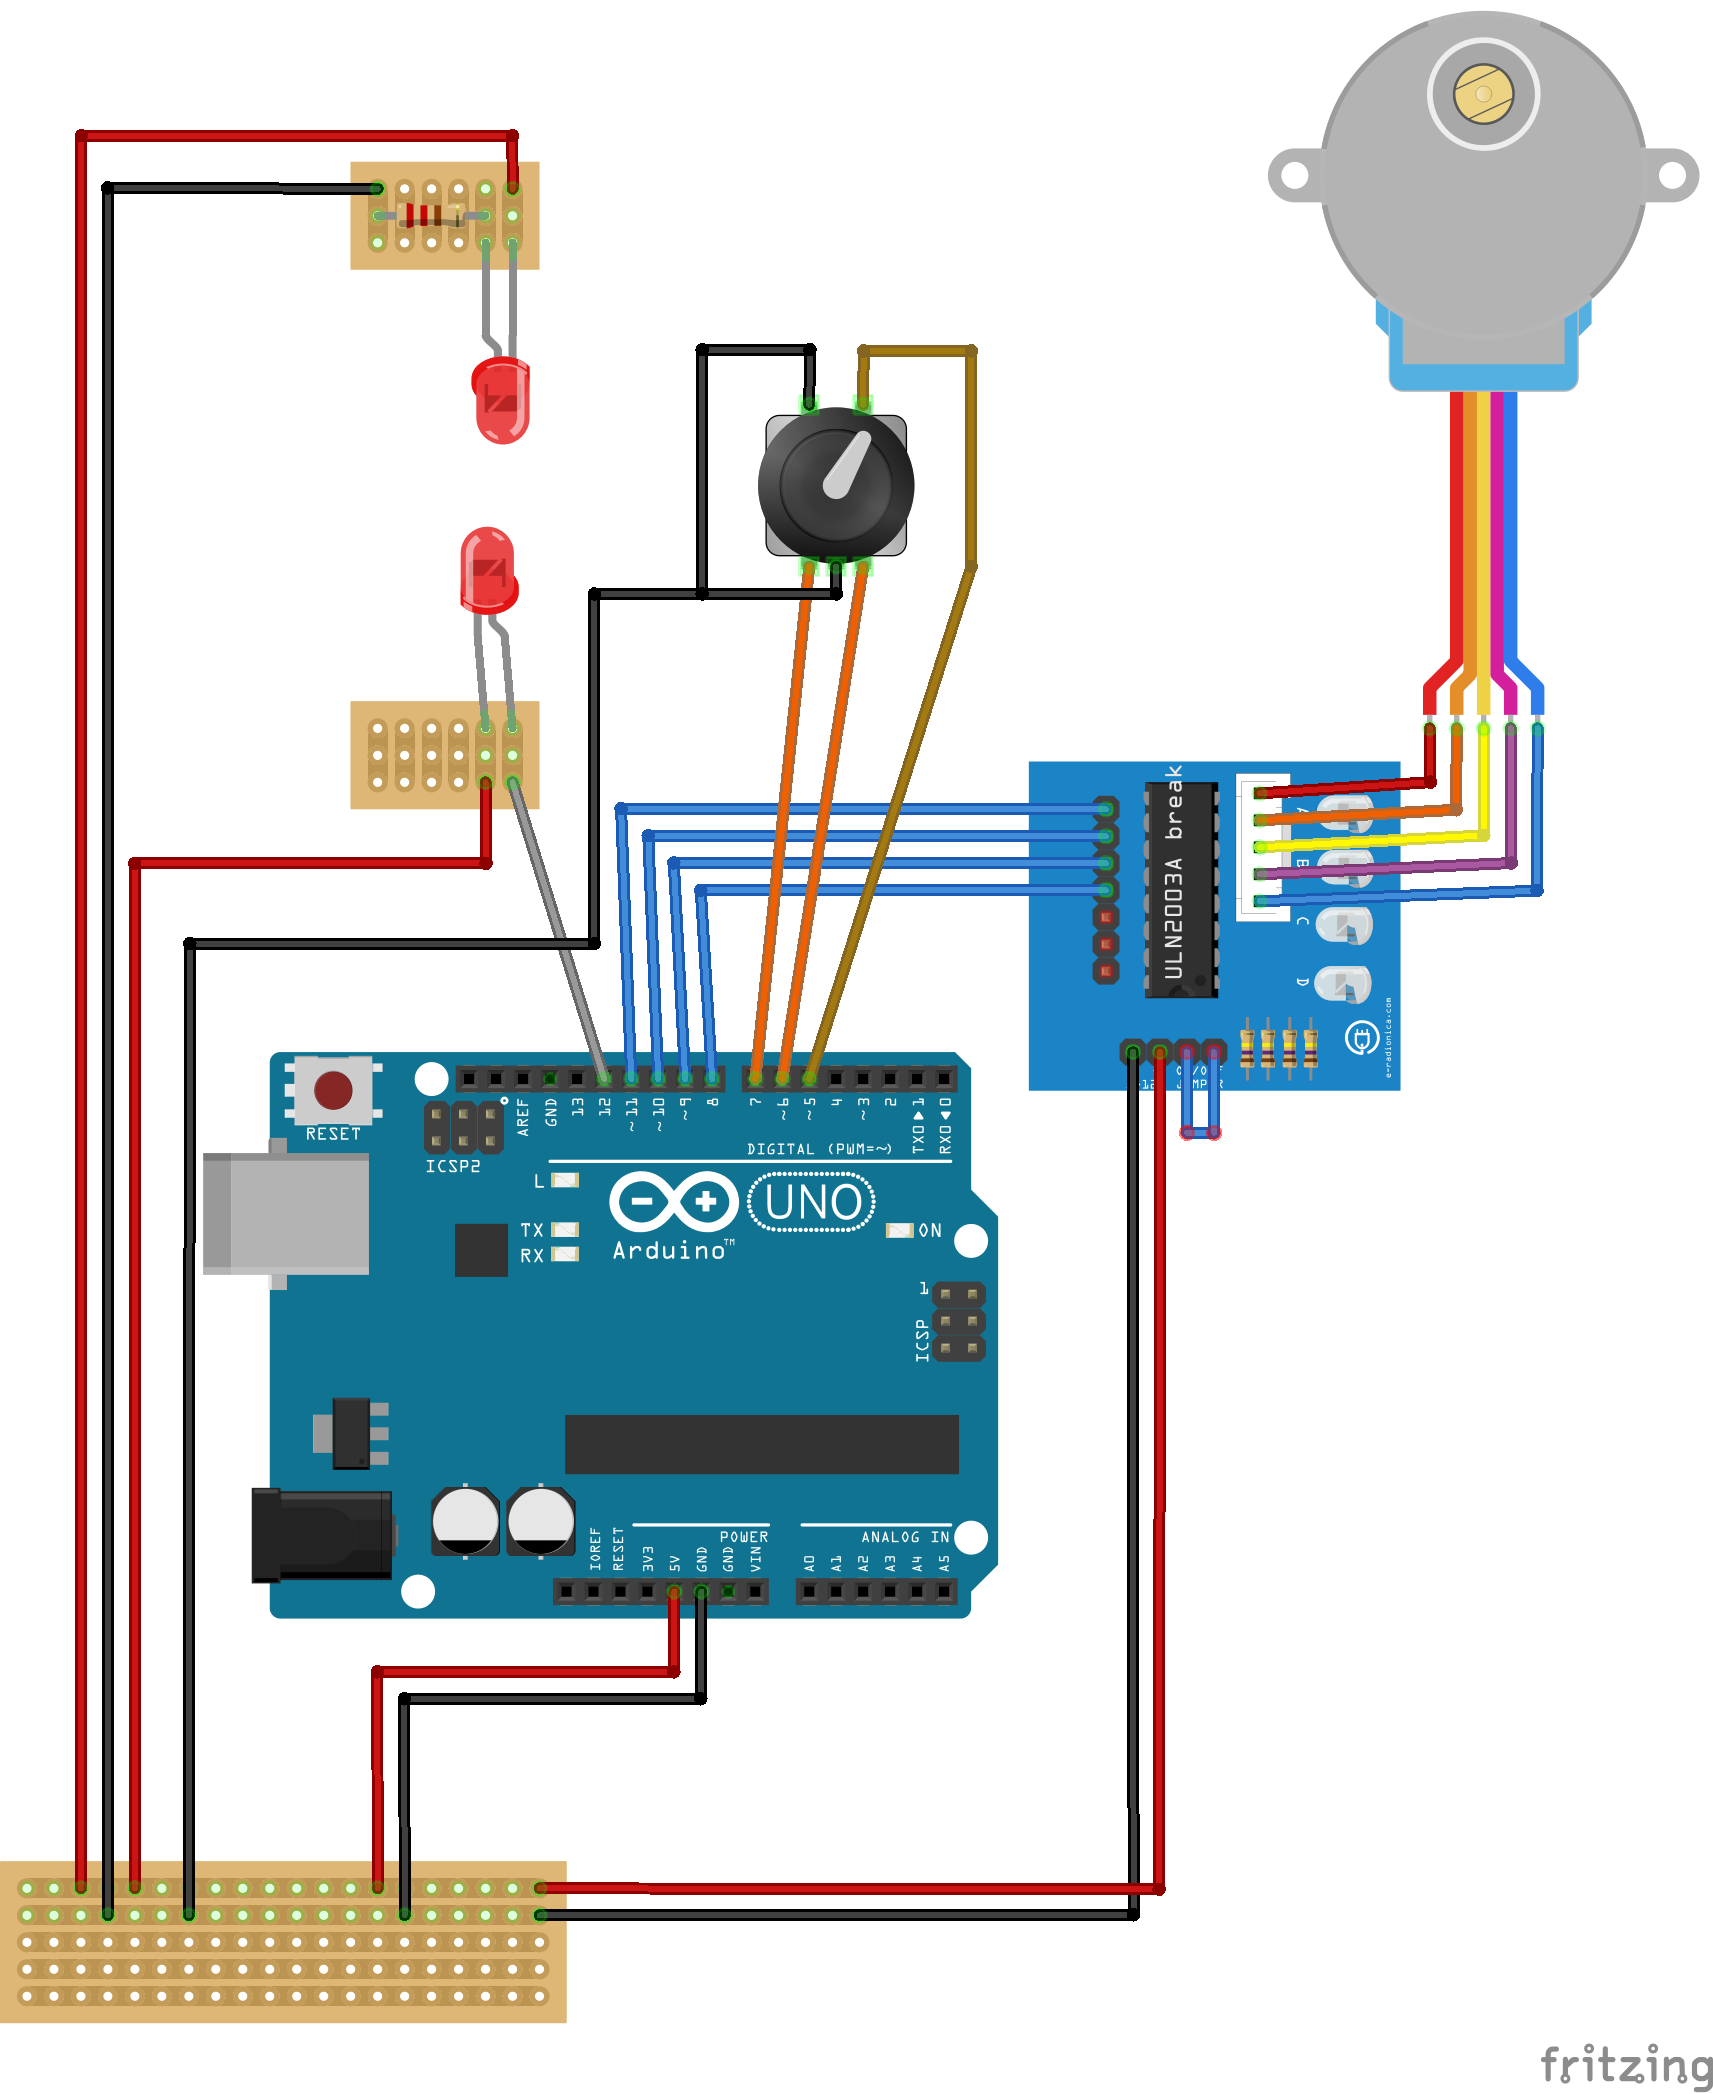 ULN2003A break
A
B
C
D
e-radionica.com
RESET
ICSP2
AREF
GND
13
12
~11
~10
~9
8
7
~6
~5
4
~3
2
TX0▶1
RX0◀0
DIGITAL (PWM=~)
L
TX
RX
UNO
Arduino™
ON
1
ICSP
IOREF
RESET
3V3
5V
GND
GND
VIN
POWER
ANALOG IN
A0
A1
A2
A3
A4
A5
fritzing